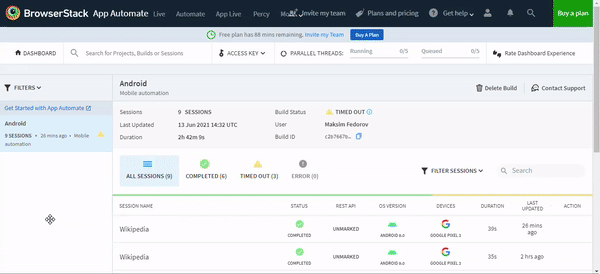 BrowserStack App Automate Live Automate App Live Percy Mo Invite my team Plans and pricing Get help Buy a plan
Free plan has 88 mins remaining. Invite my Team Buy A Plan
DASHBOARD Search for Projects, Builds or Sessions ACCESS KEY PARALLEL THREADS: Running 0/5 Queued 0/5 Rate Dashboard Experience
FILTERS
Get Started with App Automate
Android
9 SESSIONS • 26 mins ago • Mobile automation
Android
Mobile automation
Delete Build Contact Support
Sessions 9 SESSIONS Build Status TIMED OUT
Last Updated 13 Jun 2021 14:32 UTC User Maksim Fedorov
Duration 2h 42m 9s Build ID
ALL SESSIONS (9) COMPLETED (6) TIMED OUT (3) ERROR (0) FILTER SESSIONS Search
SESSION NAME STATUS REST API OS VERSION DEVICES DURATION LAST UPDATED ACTION
Wikipedia COMPLETED UNMARKED ANDROID 8.0 GOOGLE PIXEL 2 39s 26 mins ago
Wikipedia COMPLETED UNMARKED ANDROID 8.0 GOOGLE PIXEL 2 35s 2 hrs ago